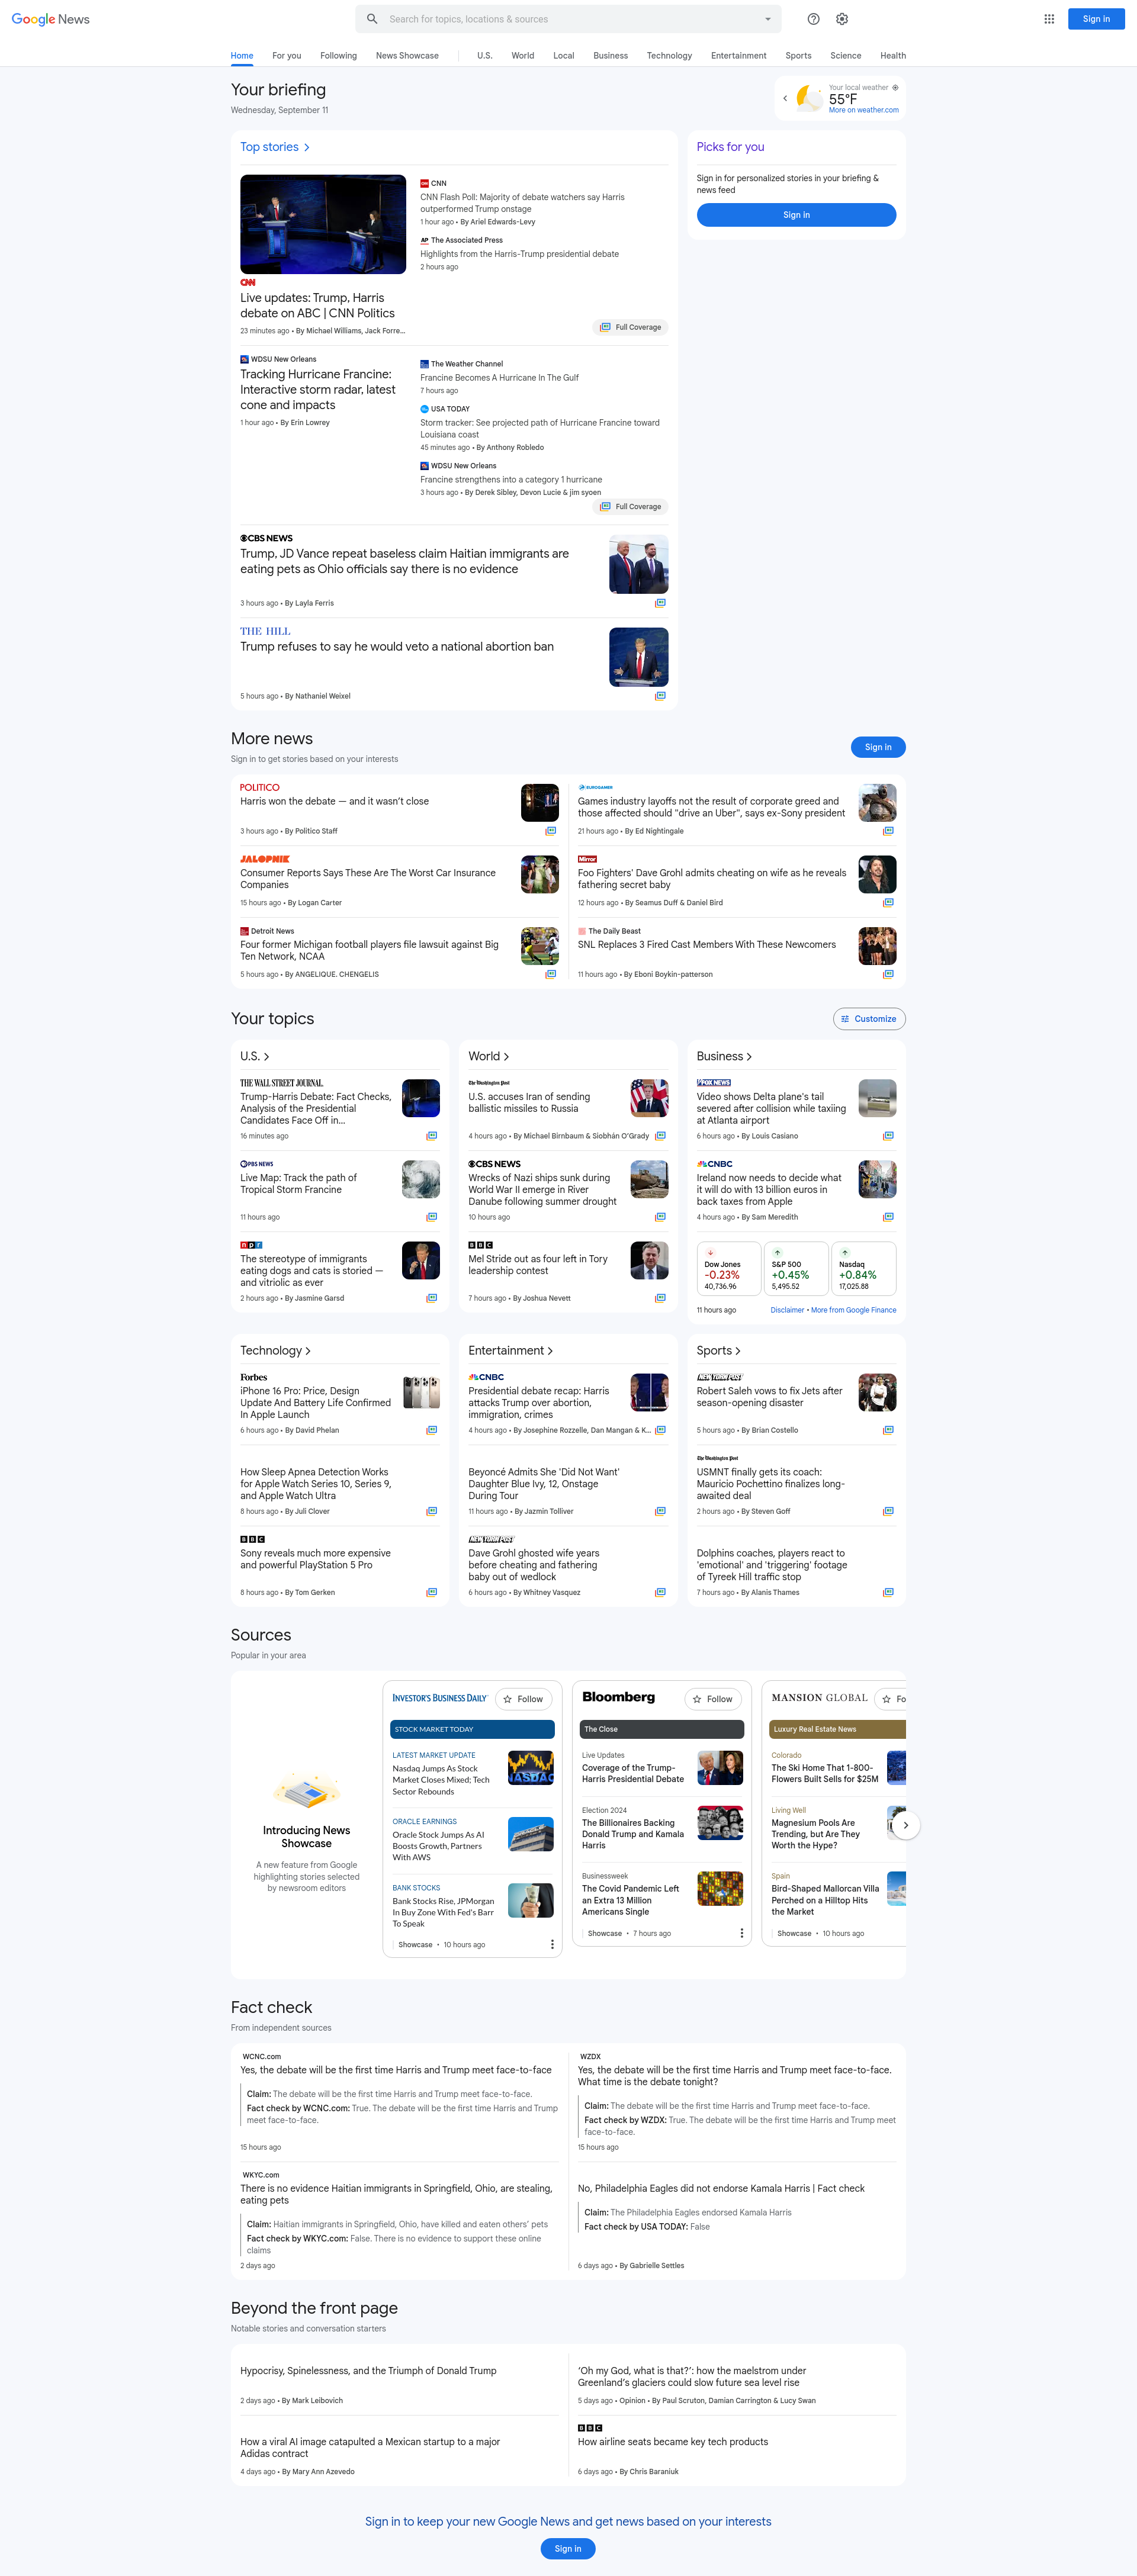 Google News
Search for topics, locations & sources
Sign in
Home
For you
Following
News Showcase
U.S.
World
Local
Business
Technology
Entertainment
Sports
Science
Health
Your briefing
Wednesday, September 11
Your local weather
55°F
More on weather.com
Top stories
CNN
Live updates: Trump, Harris
debate on ABC | CNN Politics
23 minutes ago • By Michael Williams, Jack Forre...
CNN
CNN Flash Poll: Majority of debate watchers say Harris
outperformed Trump onstage
1 hour ago • By Ariel Edwards-Levy
AP The Associated Press
Highlights from the Harris-Trump presidential debate
2 hours ago
Full Coverage
Picks for you
Sign in for personalized stories in your briefing &
news feed
Sign in
WDSU New Orleans
Tracking Hurricane Francine:
Interactive storm radar, latest
cone and impacts
1 hour ago • By Erin Lowrey
The Weather Channel
Francine Becomes A Hurricane In The Gulf
7 hours ago
USA TODAY
Storm tracker: See projected path of Hurricane Francine toward
Louisiana coast
45 minutes ago • By Anthony Robledo
WDSU New Orleans
Francine strengthens into a category 1 hurricane
3 hours ago • By Derek Sibley, Devon Lucie & jim syoen
Full Coverage
CBS NEWS
Trump, JD Vance repeat baseless claim Haitian immigrants are
eating pets as Ohio officials say there is no evidence
3 hours ago • By Layla Ferris
THE HILL
Trump refuses to say he would veto a national abortion ban
5 hours ago • By Nathaniel Weixel
More news
Sign in to get stories based on your interests
Sign in
POLITICO
Harris won the debate — and it wasn't close
3 hours ago • By Politico Staff
EUROGAMER
Games industry layoffs not the result of corporate greed and
those affected should "drive an Uber", says ex-Sony president
21 hours ago • By Ed Nightingale
JALOPNIK
Consumer Reports Says These Are The Worst Car Insurance
Companies
15 hours ago • By Logan Carter
Mirror
Foo Fighters' Dave Grohl admits cheating on wife as he reveals
fathering secret baby
12 hours ago • By Seamus Duff & Daniel Bird
Detroit News
Four former Michigan football players file lawsuit against Big
Ten Network, NCAA
5 hours ago • By ANGELIQUE. CHENGELIS
The Daily Beast
SNL Replaces 3 Fired Cast Members With These Newcomers
11 hours ago • By Eboni Boykin-patterson
Your topics
Customize
U.S.
THE WALL STREET JOURNAL
Trump-Harris Debate: Fact Checks,
Analysis of the Presidential
Candidates Face Off in...
16 minutes ago
PBS NEWS
Live Map: Track the path of
Tropical Storm Francine
11 hours ago
npr
The stereotype of immigrants
eating dogs and cats is storied —
and vitriolic as ever
2 hours ago • By Jasmine Garsd
World
The Washington Post
U.S. accuses Iran of sending
ballistic missiles to Russia
4 hours ago • By Michael Birnbaum & Siobhán O'Grady
CBS NEWS
Wrecks of Nazi ships sunk during
World War II emerge in River
Danube following summer drought
10 hours ago
BBC
Mel Stride out as four left in Tory
leadership contest
7 hours ago • By Joshua Nevett
Business
FOX NEWS
Video shows Delta plane's tail
severed after collision while taxiing
at Atlanta airport
6 hours ago • By Louis Casiano
CNBC
Ireland now needs to decide what
it will do with 13 billion euros in
back taxes from Apple
4 hours ago • By Sam Meredith
Dow Jones
-0.23%
40,736.96
S&P 500
+0.45%
5,495.52
Nasdaq
+0.84%
17,025.88
11 hours ago
Disclaimer • More from Google Finance
Technology
Forbes
iPhone 16 Pro: Price, Design
Update And Battery Life Confirmed
In Apple Launch
6 hours ago • By David Phelan
How Sleep Apnea Detection Works
for Apple Watch Series 10, Series 9,
and Apple Watch Ultra
8 hours ago • By Juli Clover
BBC
Sony reveals much more expensive
and powerful PlayStation 5 Pro
8 hours ago • By Tom Gerken
Entertainment
CNBC
Presidential debate recap: Harris
attacks Trump over abortion,
immigration, crimes
4 hours ago • By Josephine Rozzelle, Dan Mangan & K...
Beyoncé Admits She 'Did Not Want'
Daughter Blue Ivy, 12, Onstage
During Tour
11 hours ago • By Jazmin Tolliver
NEW YORK POST
Dave Grohl ghosted wife years
before cheating and fathering
baby out of wedlock
6 hours ago • By Whitney Vasquez
Sports
NEW YORK POST
Robert Saleh vows to fix Jets after
season-opening disaster
5 hours ago • By Brian Costello
The Washington Post
USMNT finally gets its coach:
Mauricio Pochettino finalizes long-
awaited deal
2 hours ago • By Steven Goff
Dolphins coaches, players react to
'emotional' and 'triggering' footage
of Tyreek Hill traffic stop
7 hours ago • By Alanis Thames
Sources
Popular in your area
Introducing News
Showcase
A new feature from Google
highlighting stories selected
by newsroom editors
INVESTOR'S BUSINESS DAILY
Follow
STOCK MARKET TODAY
LATEST MARKET UPDATE
Nasdaq Jumps As Stock
Market Closes Mixed; Tech
Sector Rebounds
NASDAQ
ORACLE EARNINGS
Oracle Stock Jumps As AI
Boosts Growth, Partners
With AWS
BANK STOCKS
Bank Stocks Rise, JPMorgan
In Buy Zone With Fed's Barr
To Speak
Showcase • 10 hours ago
Bloomberg
Follow
The Close
Live Updates
Coverage of the Trump-
Harris Presidential Debate
Election 2024
The Billionaires Backing
Donald Trump and Kamala
Harris
Businessweek
The Covid Pandemic Left
an Extra 13 Million
Americans Single
Showcase • 7 hours ago
MANSION GLOBAL
Fo
Luxury Real Estate News
Colorado
The Ski Home That 1-800-
Flowers Built Sells for $25M
Living Well
Magnesium Pools Are
Trending, but Are They
Worth the Hype?
Spain
Bird-Shaped Mallorcan Villa
Perched on a Hilltop Hits
the Market
Showcase • 10 hours ago
Fact check
From independent sources
WCNC.com
Yes, the debate will be the first time Harris and Trump meet face-to-face
Claim: The debate will be the first time Harris and Trump meet face-to-face.
Fact check by WCNC.com: True. The debate will be the first time Harris and Trump
meet face-to-face.
15 hours ago
WZDX
Yes, the debate will be the first time Harris and Trump meet face-to-face.
What time is the debate tonight?
Claim: The debate will be the first time Harris and Trump meet face-to-face.
Fact check by WZDX: True. The debate will be the first time Harris and Trump meet
face-to-face.
15 hours ago
WKYC.com
There is no evidence Haitian immigrants in Springfield, Ohio, are stealing,
eating pets
Claim: Haitian immigrants in Springfield, Ohio, have killed and eaten others' pets
Fact check by WKYC.com: False. There is no evidence to support these online
claims
2 days ago
No, Philadelphia Eagles did not endorse Kamala Harris | Fact check
Claim: The Philadelphia Eagles endorsed Kamala Harris
Fact check by USA TODAY: False
6 days ago • By Gabrielle Settles
Beyond the front page
Notable stories and conversation starters
Hypocrisy, Spinelessness, and the Triumph of Donald Trump
2 days ago • By Mark Leibovich
'Oh my God, what is that?': how the maelstrom under
Greenland's glaciers could slow future sea level rise
5 days ago • Opinion • By Paul Scruton, Damian Carrington & Lucy Swan
How a viral AI image catapulted a Mexican startup to a major
Adidas contract
4 days ago • By Mary Ann Azevedo
BBC
How airline seats became key tech products
6 days ago • By Chris Baraniuk
Sign in to keep your new Google News and get news based on your interests
Sign in